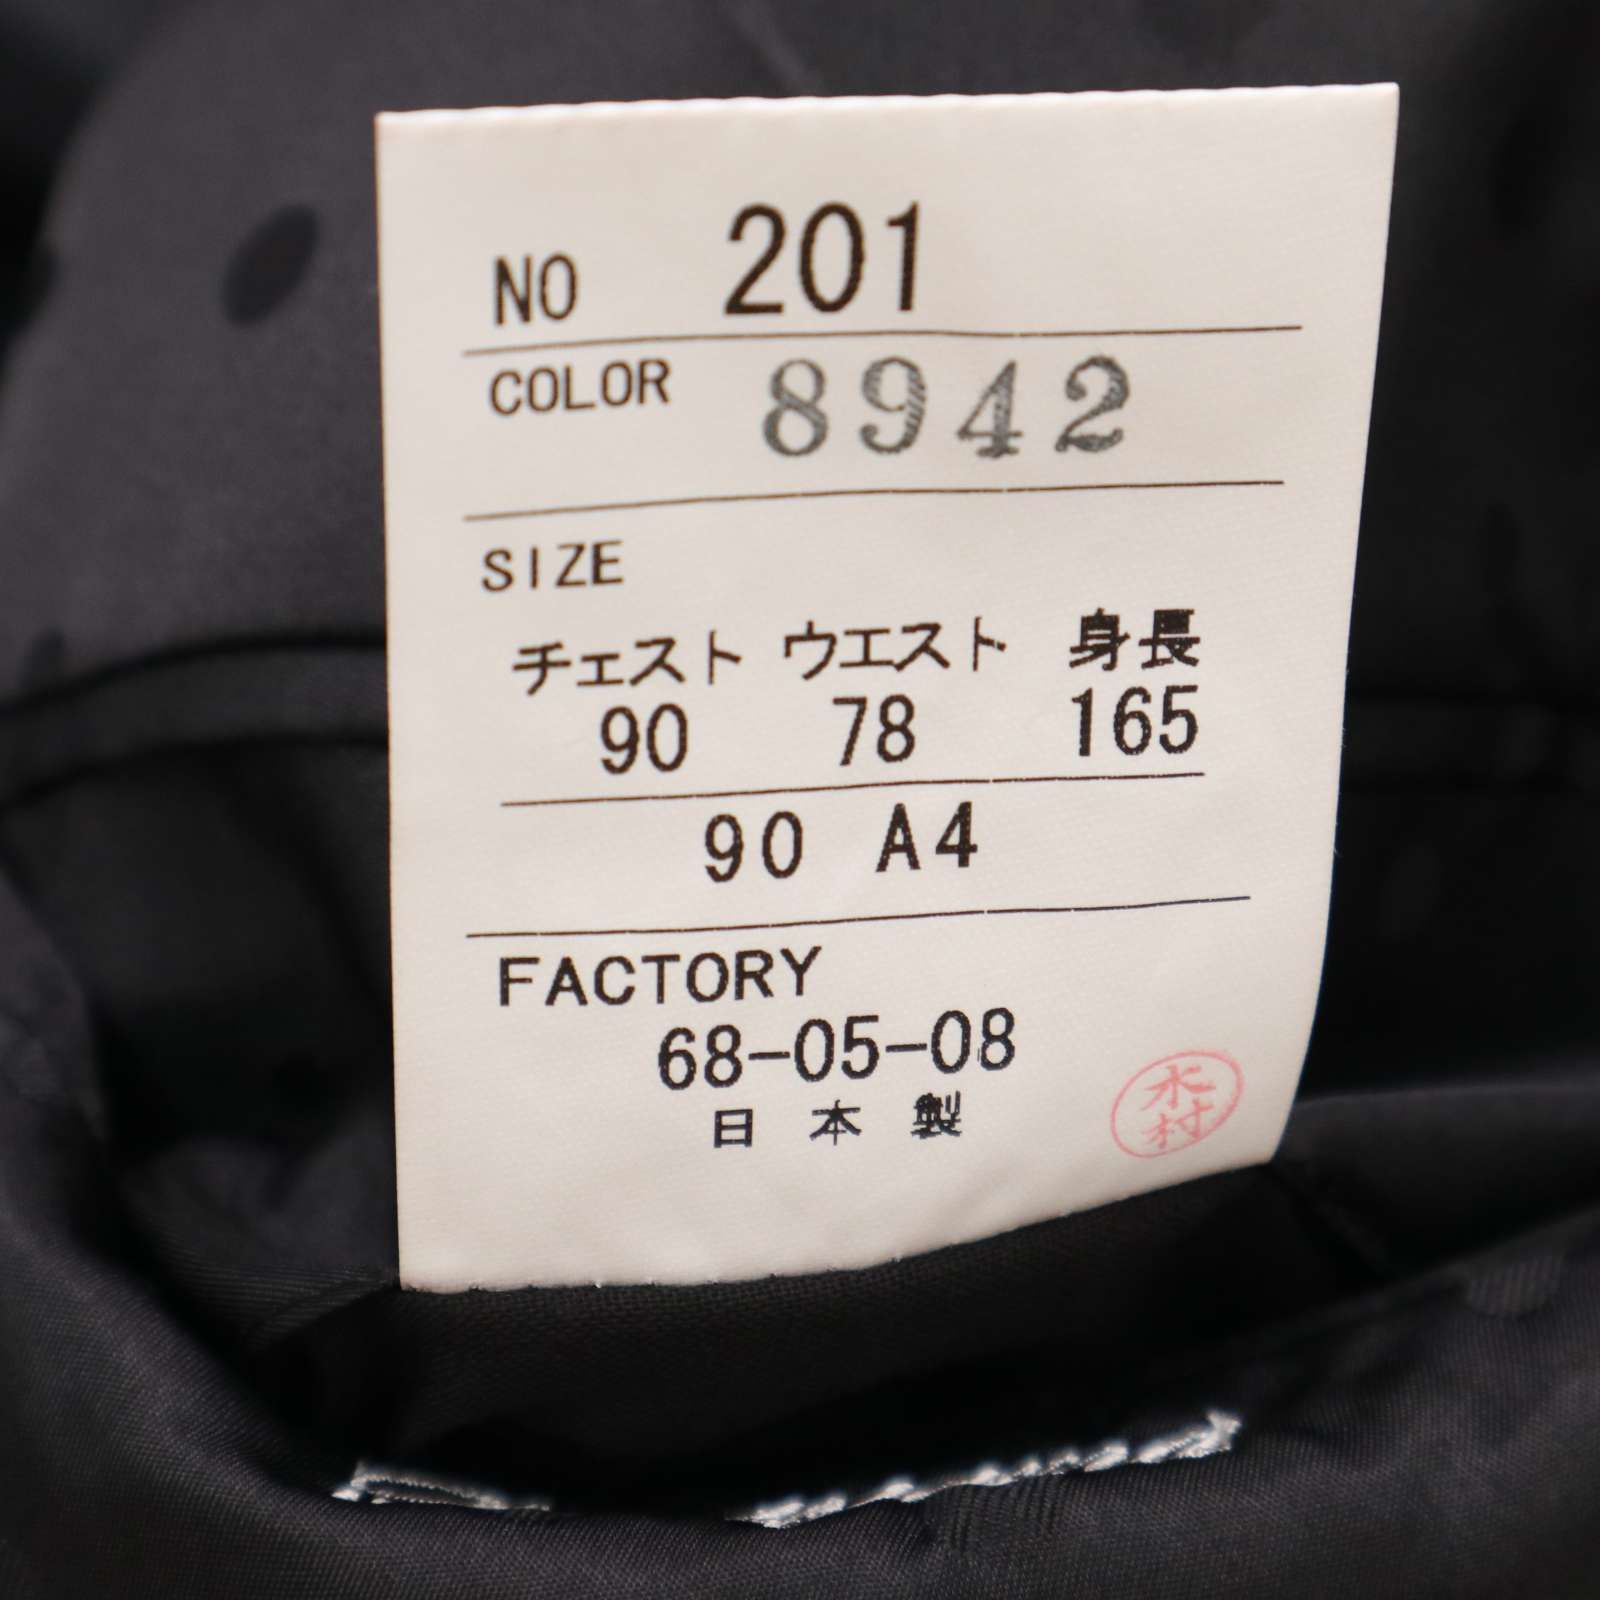 NO 201
COLOR 8942
SIZE
チェスト ウエスト 身長
90 78 165
90 A4
FACTORY
68-05-08
日本製
木村